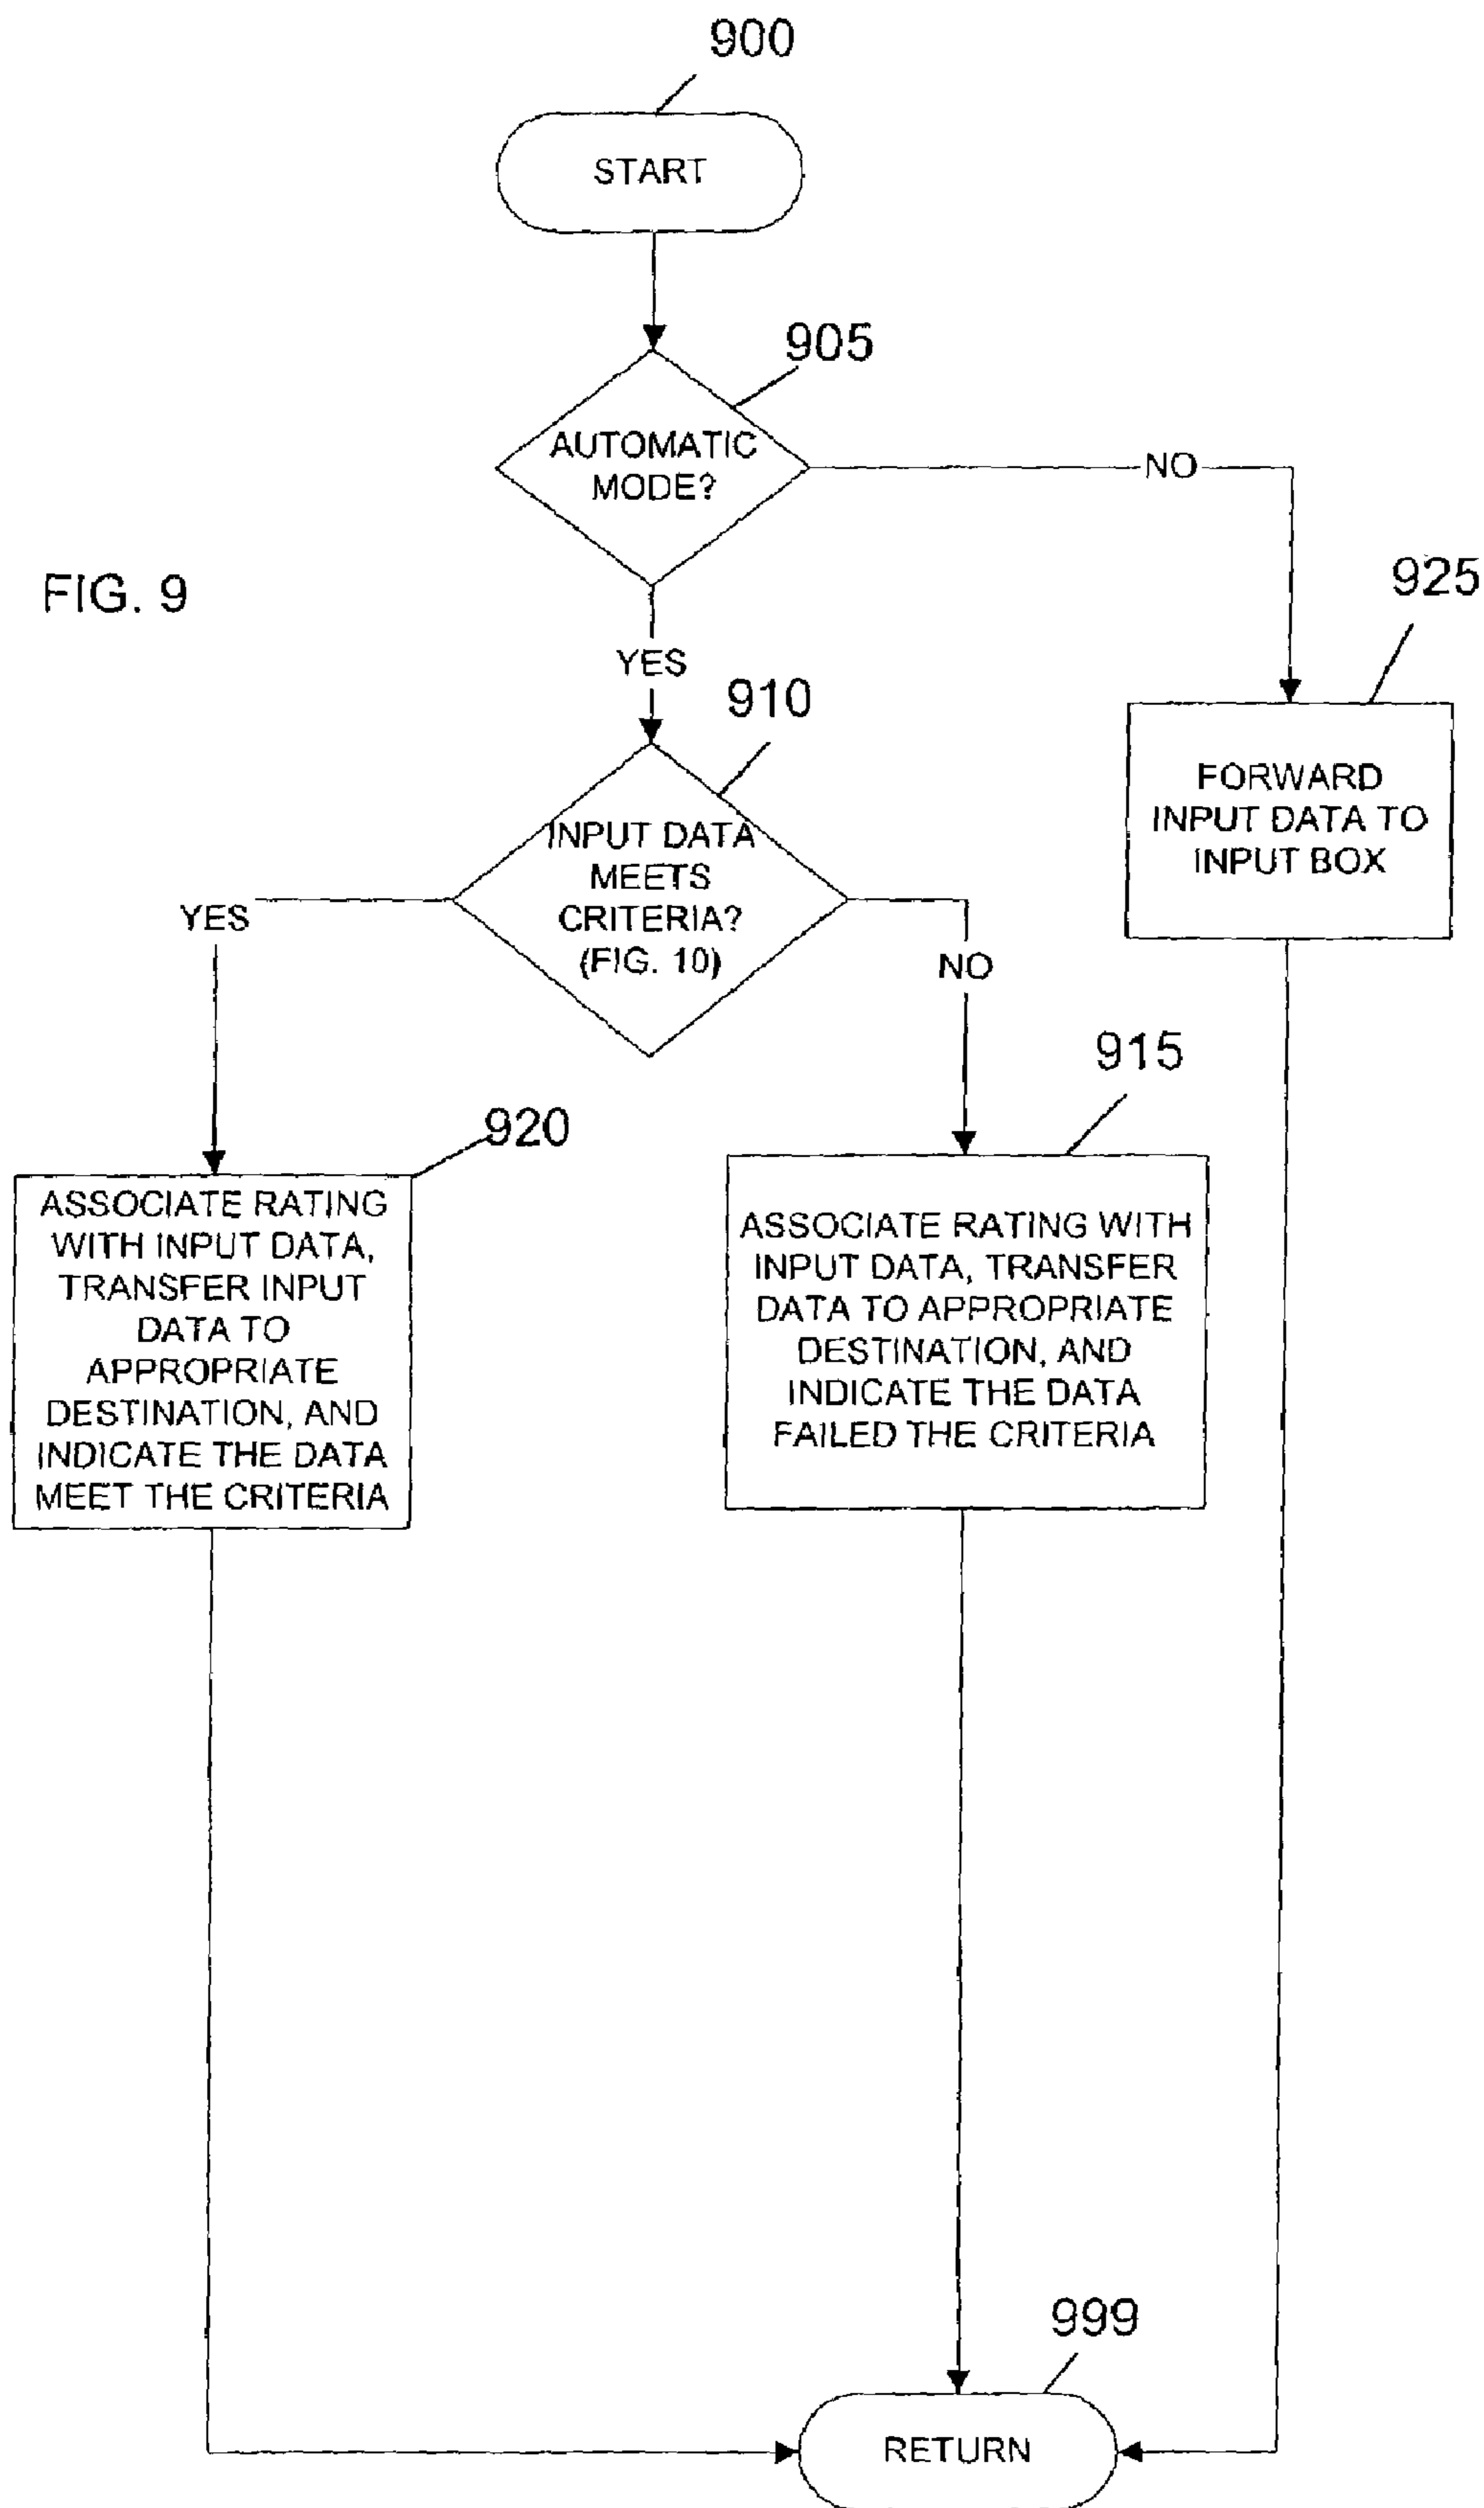 900
START
905
AUTOMATIC
MODE?
NO
FIG. 9
925
YES
910
FORWARD
INPUT DATA TO
INPUT BOX
INPUT DATA
MEETS
CRITERIA?
(FIG. 10)
YES
NO
915
920
ASSOCIATE RATING
WITH INPUT DATA,
TRANSFER INPUT
DATA TO
APPROPRIATE
DESTINATION, AND
INDICATE THE DATA
MEET THE CRITERIA
ASSOCIATE RATING WITH
INPUT DATA, TRANSFER
DATA TO APPROPRIATE
DESTINATION, AND
INDICATE THE DATA
FAILED THE CRITERIA
999
RETURN